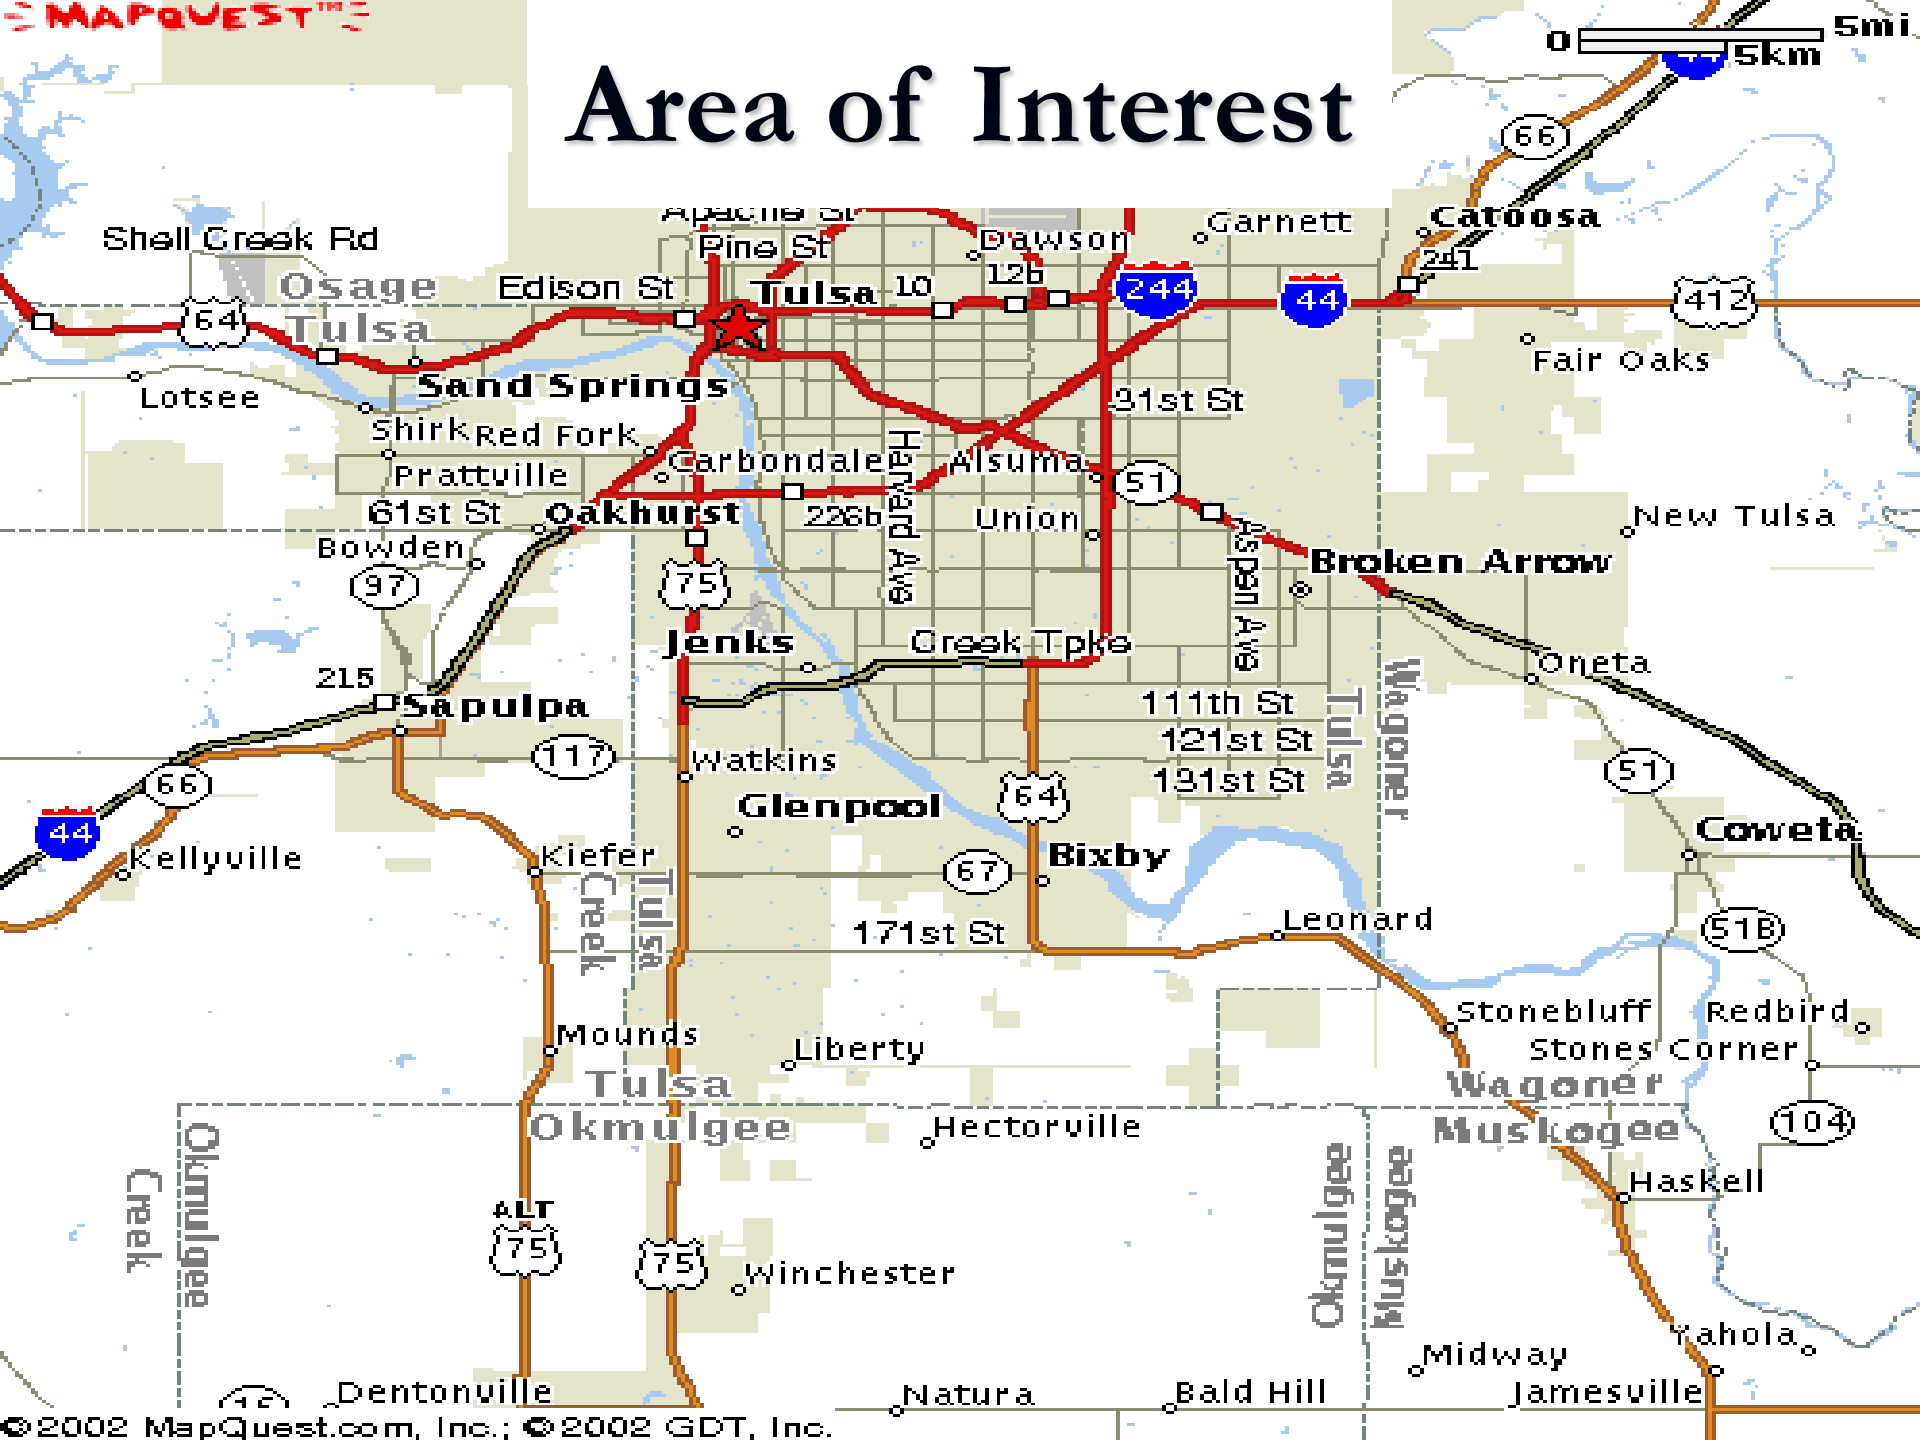 MAPQUEST™
0 5mi
5km
Area of Interest
66
Apache St
Garnett
Catoosa
Shell Creek Rd
Pine St
Dawson
241
Osage
Edison St
Tulsa
10
12b
244
44
412
64
Tulsa
Fair Oaks
Lotsee
Sand Springs
31st St
Shirk
Red Fork
Harvard Ave
Carbondale
Alsuma
Prattville
51
61st St
Oakhurst
226b
Union
New Tulsa
Bowden
Aspen Ave
Broken Arrow
97
75
Jenks
Creek Tpke
Oneta
215
Sapulpa
111th St
Tulsa
Wagoner
121st St
117
Watkins
131st St
51
66
Glenpool
64
44
Coweta
Kellyville
Kiefer
67
Bixby
Creek
Tulsa
171st St
Leonard
51B
Stonebluff
Redbird
Mounds
Liberty
Stones Corner
Tulsa
Wagoner
Okmulgee
Hectorville
Muskogee
104
Creek
Okmulgee
Okmulgee
Muskogee
Haskell
ALT
75
75
Winchester
Yahola
Midway
Dentonville
Natura
Bald Hill
Jamesville
©2002 MapQuest.com, Inc.; ©2002 GDT, Inc.